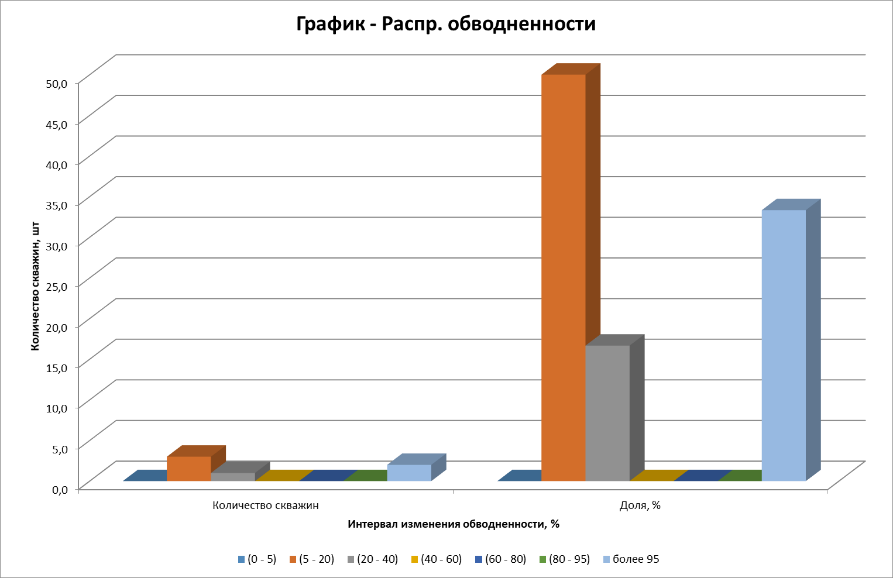 График - Распр. обводненности
50,0
45,0
40,0
35,0
30,0
25,0
20,0
15,0
10,0
5,0
0,0
Количество скважин, шт
Количество скважин
Доля, %
Интервал изменения обводненности, %
(0 - 5) (5 - 20) (20 - 40) (40 - 60) (60 - 80) (80 - 95) более 95